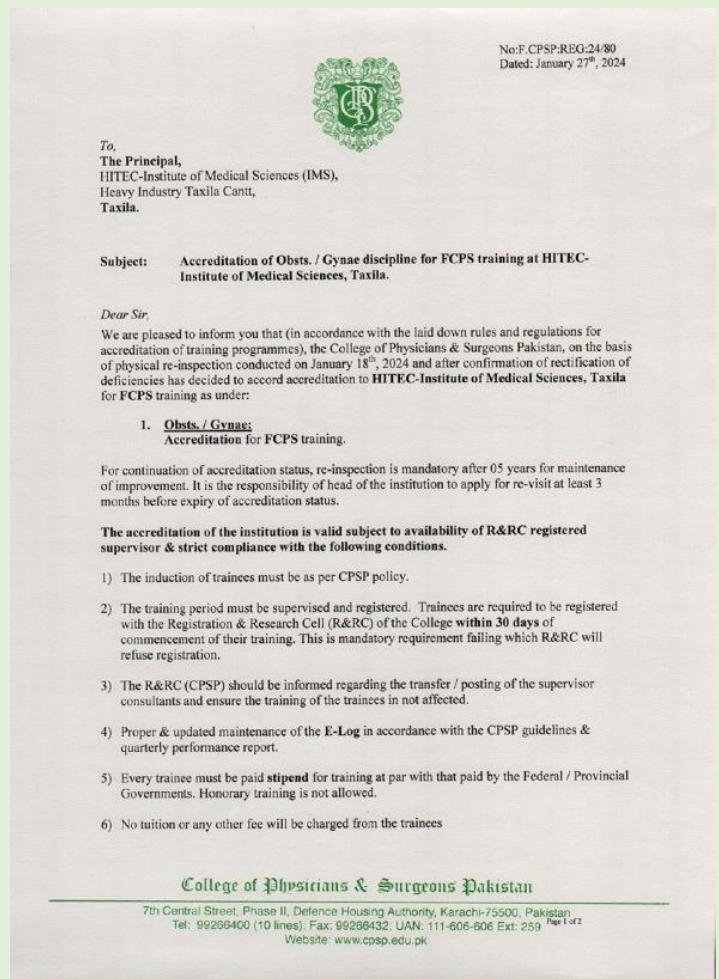 No:F.CPSP:REG:24/80
Dated: January 27th, 2024
To,
The Principal,
HITEC-Institute of Medical Sciences (IMS),
Heavy Industry Taxila Cantt,
Taxila.
Subject: Accreditation of Obsts. / Gynae discipline for FCPS training at HITEC-
Institute of Medical Sciences, Taxila.
Dear Sir,
We are pleased to inform you that (in accordance with the laid down rules and regulations for
accreditation of training programmes), the College of Physicians & Surgeons Pakistan, on the basis
of physical re-inspection conducted on January 18th, 2024 and after confirmation of rectification of
deficiencies has decided to accord accreditation to HITEC-Institute of Medical Sciences, Taxila
for FCPS training as under:
1. Obsts. / Gynae:
Accreditation for FCPS training.
For continuation of accreditation status, re-inspection is mandatory after 05 years for maintenance
of improvement. It is the responsibility of head of the institution to apply for re-visit at least 3
months before expiry of accreditation status.
The accreditation of the institution is valid subject to availability of R&RC registered
supervisor & strict compliance with the following conditions.
1) The induction of trainees must be as per CPSP policy.
2) The training period must be supervised and registered. Trainees are required to be registered
with the Registration & Research Cell (R&RC) of the College within 30 days of
commencement of their training. This is mandatory requirement failing which R&RC will
refuse registration.
3) The R&RC (CPSP) should be informed regarding the transfer / posting of the supervisor
consultants and ensure the training of the trainees in not affected.
4) Proper & updated maintenance of the E-Log in accordance with the CPSP guidelines &
quarterly performance report.
5) Every trainee must be paid stipend for training at par with that paid by the Federal / Provincial
Governments. Honorary training is not allowed.
6) No tuition or any other fee will be charged from the trainees
College of Physicians & Surgeons Pakistan
7th Central Street, Phase II, Defence Housing Authority, Karachi-75500, Pakistan
Tel: 99266400 (10 lines); Fax: 99266432, UAN: 111-606-606 Ext: 259 Page 1 of 2
Website: www.cpsp.edu.pk